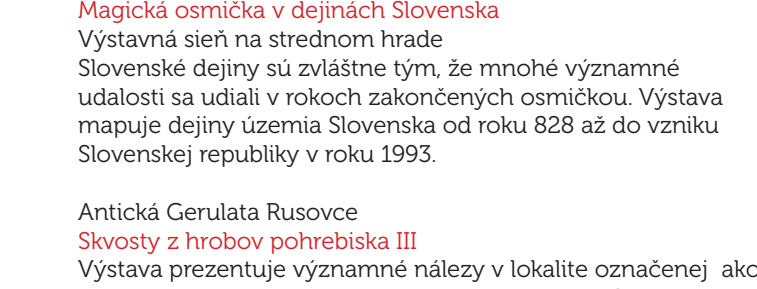 Magická osmička v dejinách Slovenska
Výstavná sieň na strednom hrade
Slovenské dejiny sú zvláštne tým, že mnohé významné
udalosti sa udiali v rokoch zakončených osmičkou. Výstava
mapuje dejiny územia Slovenska od roku 828 až do vzniku
Slovenskej republiky v roku 1993.
Antická Gerulata Rusovce
Skvosty z hrobov pohrebiska III
Výstava prezentuje významné nálezy v lokalite označenej ako